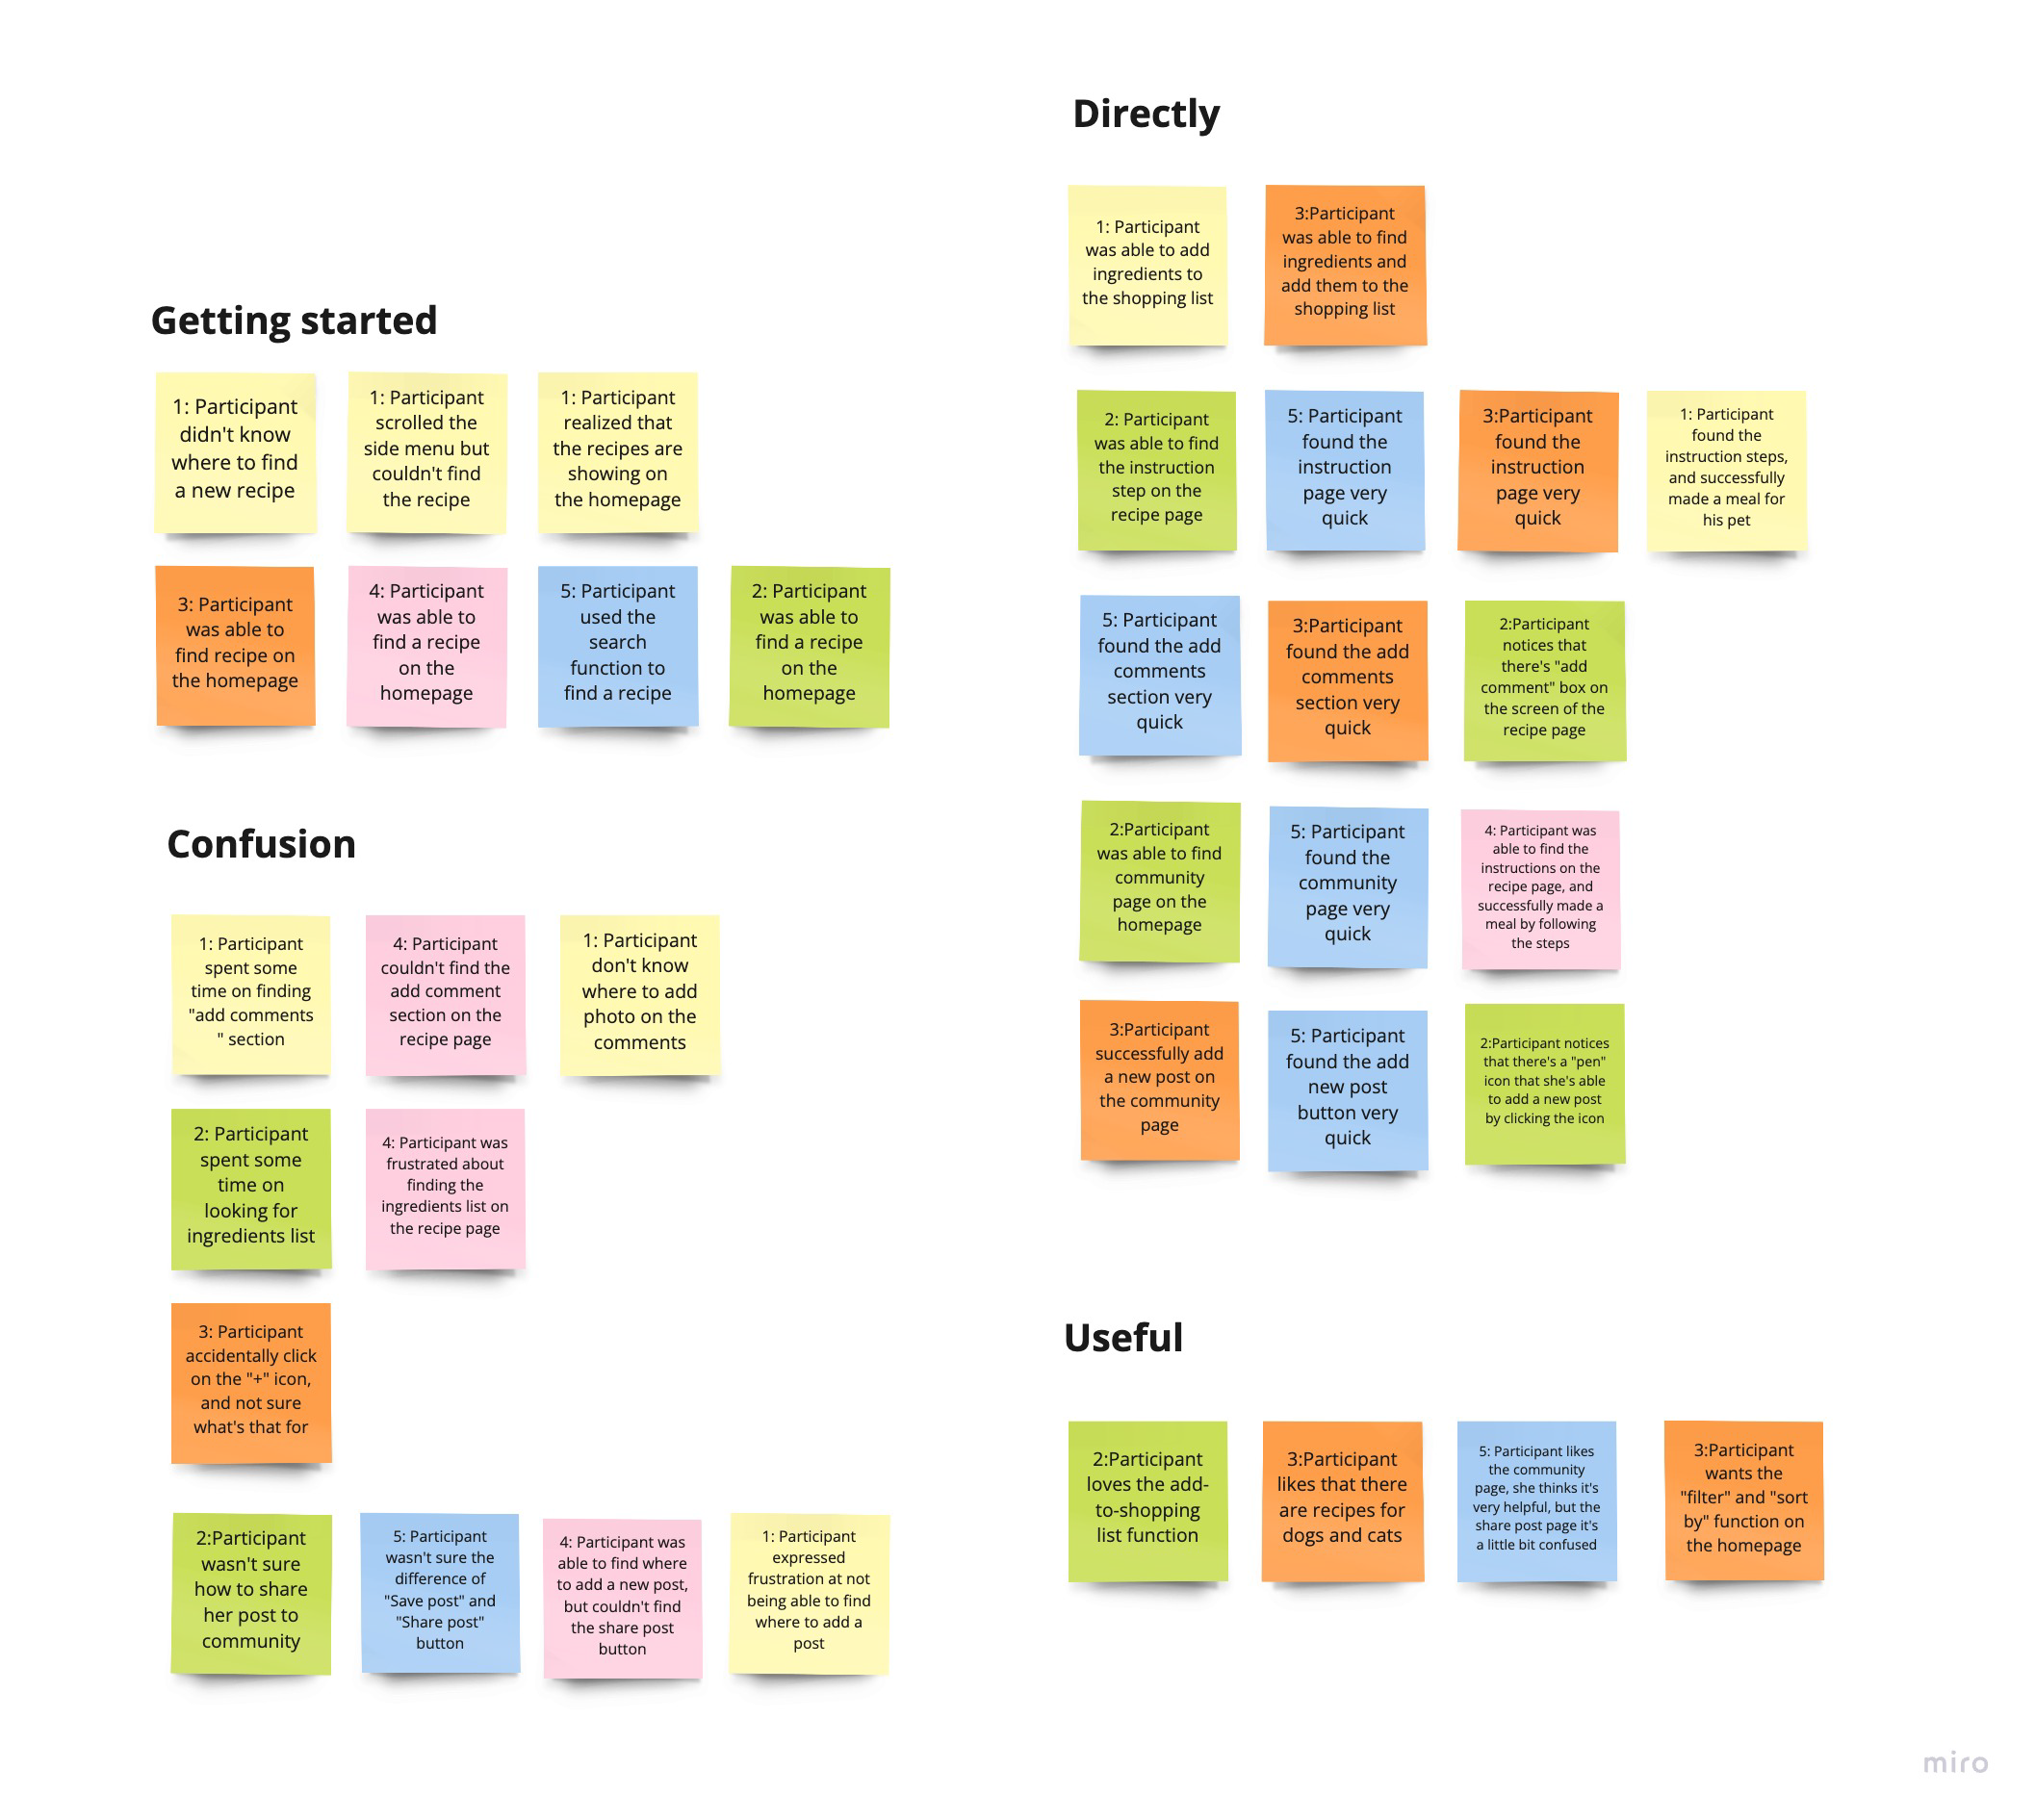 Getting started
1: Participant
didn't know
where to find
a new recipe
1: Participant
scrolled the
side menu but
couldn't find
the recipe
1: Participant
realized that
the recipes are
showing on
the homepage
3: Participant
was able to
find recipe on
the homepage
4: Participant
was able to
find a recipe
on the
homepage
5: Participant
used the
search
function to
find a recipe
2: Participant
was able to
find a recipe
on the
homepage
Confusion
1: Participant
spent some
time on finding
"add comments
" section
4: Participant
couldn't find the
add comment
section on the
recipe page
1: Participant
don't know
where to add
photo on the
comments
2: Participant
spent some
time on
looking for
ingredients list
4: Participant was
frustrated about
finding the
ingredients list on
the recipe page
3: Participant
accidentally click
on the "+" icon,
and not sure
what's that for
2:Participant
wasn't sure
how to share
her post to
community
5: Participant
wasn't sure the
difference of
"Save post" and
"Share post"
button
4: Participant was
able to find where
to add a new post,
but couldn't find
the share post
button
1: Participant
expressed
frustration at not
being able to find
where to add a
post
Directly
1: Participant
was able to add
ingredients to
the shopping list
3:Participant
was able to find
ingredients and
add them to the
shopping list
2: Participant
was able to find
the instruction
step on the
recipe page
5: Participant
found the
instruction
page very
quick
3:Participant
found the
instruction
page very
quick
1: Participant
found the
instruction steps,
and successfully
made a meal for
his pet
5: Participant
found the add
comments
section very
quick
3:Participant
found the add
comments
section very
quick
2:Participant
notices that
there's "add
comment" box on
the screen of the
recipe page
2:Participant
was able to find
community
page on the
homepage
5: Participant
found the
community
page very
quick
4: Participant was
able to find the
instructions on the
recipe page, and
successfully made a
meal by following
the steps
3:Participant
successfully add
a new post on
the community
page
5: Participant
found the add
new post
button very
quick
2:Participant notices
that there's a "pen"
icon that she's able
to add a new post
by clicking the icon
Useful
2:Participant
loves the add-
to-shopping
list function
3:Participant
likes that there
are recipes for
dogs and cats
5: Participant likes
the community
page, she thinks it's
very helpful, but the
share post page it's
a little bit confused
3:Participant
wants the
"filter" and "sort
by" function on
the homepage
miro